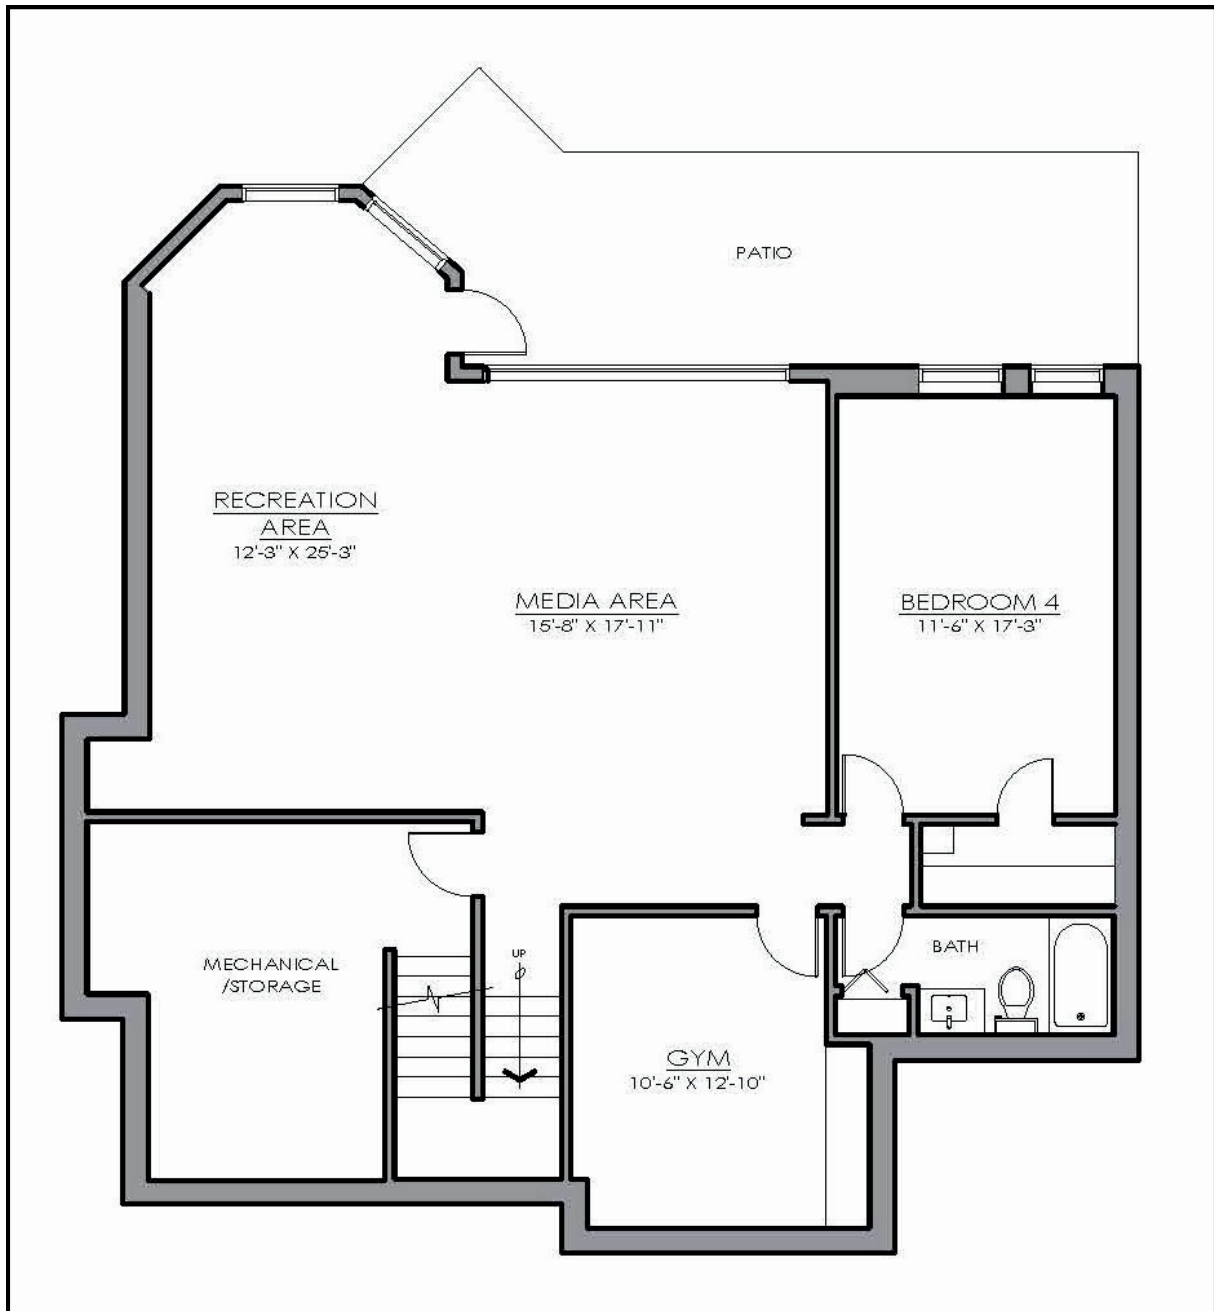 PATIO
RECREATION
AREA
12'-3" X 25'-3"
MEDIA AREA
15'-8" X 17'-11"
BEDROOM 4
11'-6" X 17'-3"
MECHANICAL
/STORAGE
UP
BATH
GYM
10'-6" X 12'-10"